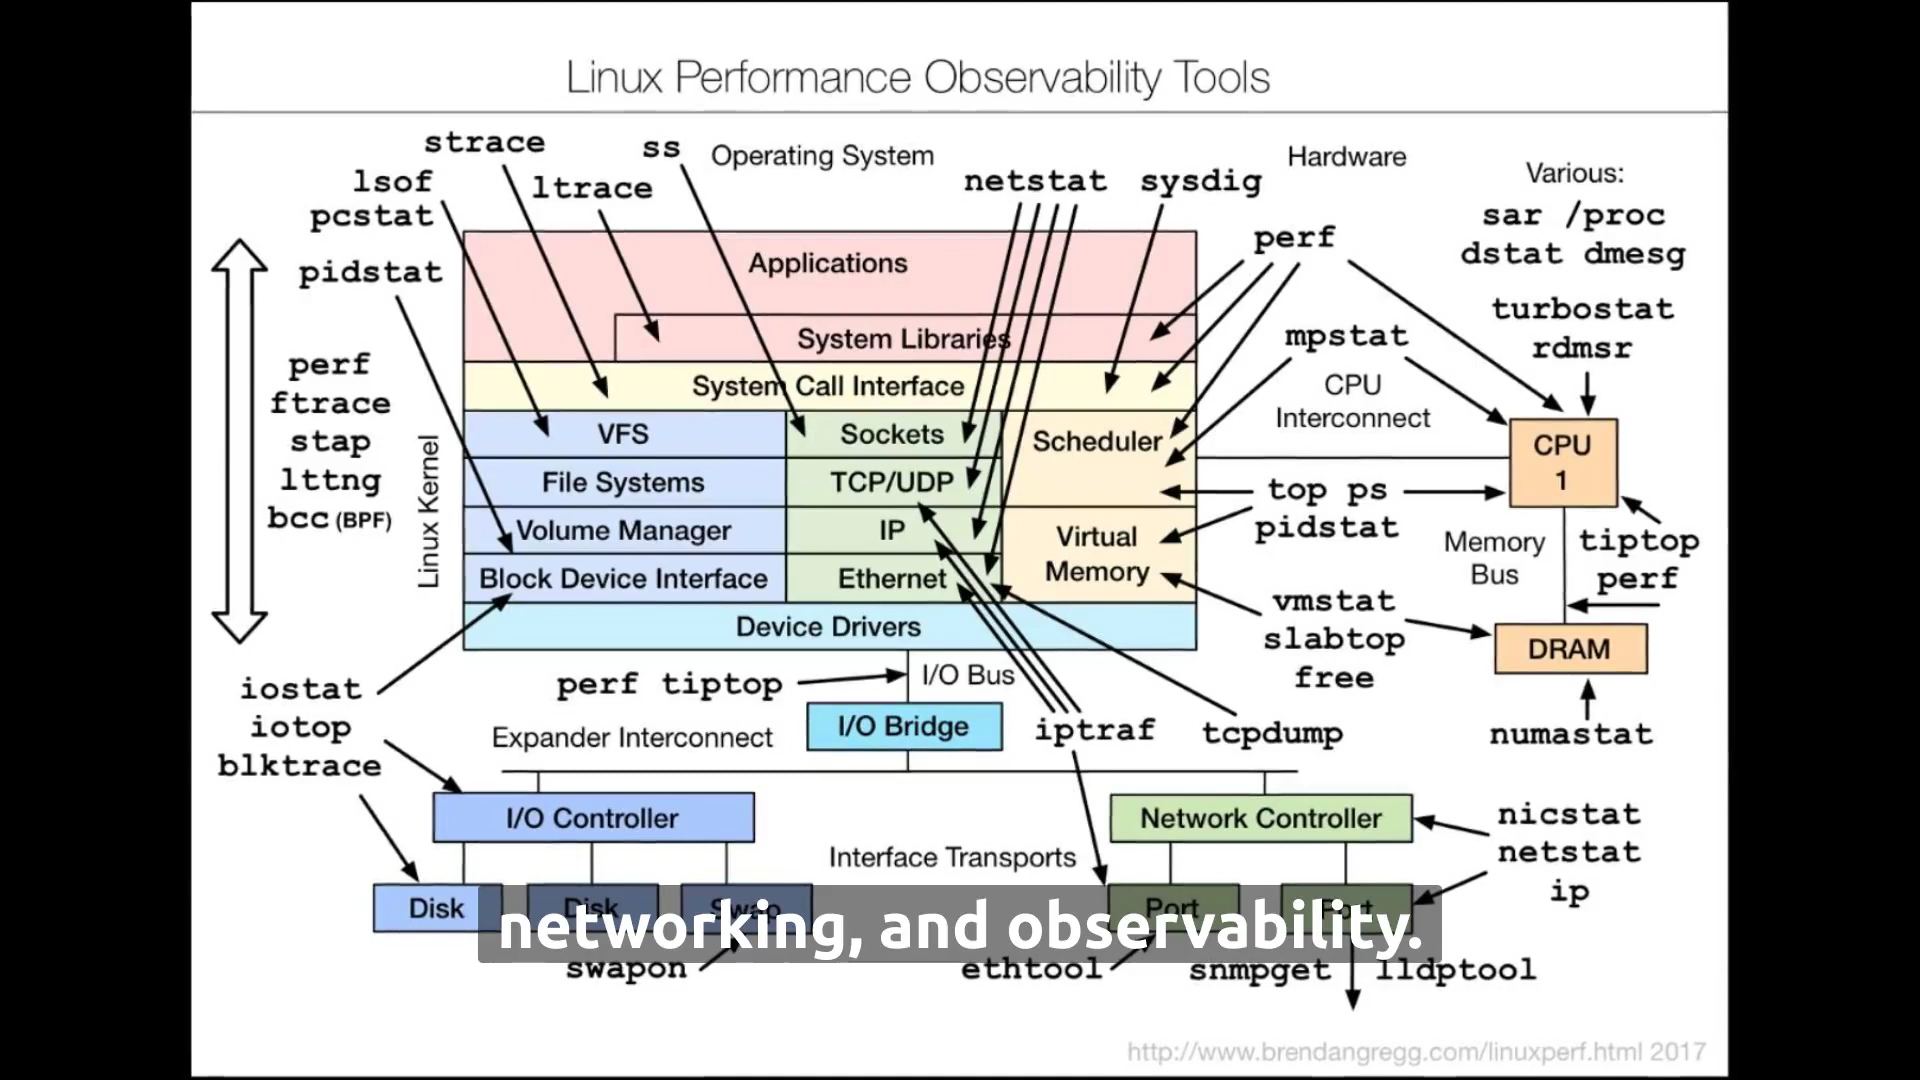 Linux Performance Observability Tools
strace
ss
Operating System
Hardware
Various:
lsof
pcstat
ltrace
netstat
sysdig
sar /proc
dstat dmesg
perf
pidstat
Applications
turbostat
rdmsr
System Libraries
mpstat
System Call Interface
CPU
Interconnect
perf
ftrace
stap
lttng
bcc (BPF)
Linux Kernel
VFS
Sockets
Scheduler
CPU
1
File Systems
TCP/UDP
top ps
pidstat
Volume Manager
IP
Virtual
Memory
Memory
Bus
tiptop
perf
Block Device Interface
Ethernet
vmstat
slabtop
free
Device Drivers
DRAM
iostat
iotop
blktrace
perf tiptop
I/O Bus
I/O Bridge
iptraf
tcpdump
numastat
Expander Interconnect
I/O Controller
Network Controller
nicstat
netstat
ip
Interface Transports
Disk
Disk
Swap
Port
Port
networking, and observability.
swapon
ethtool
snmpget
lldptool
http://www.brendangregg.com/linuxperf.html 2017